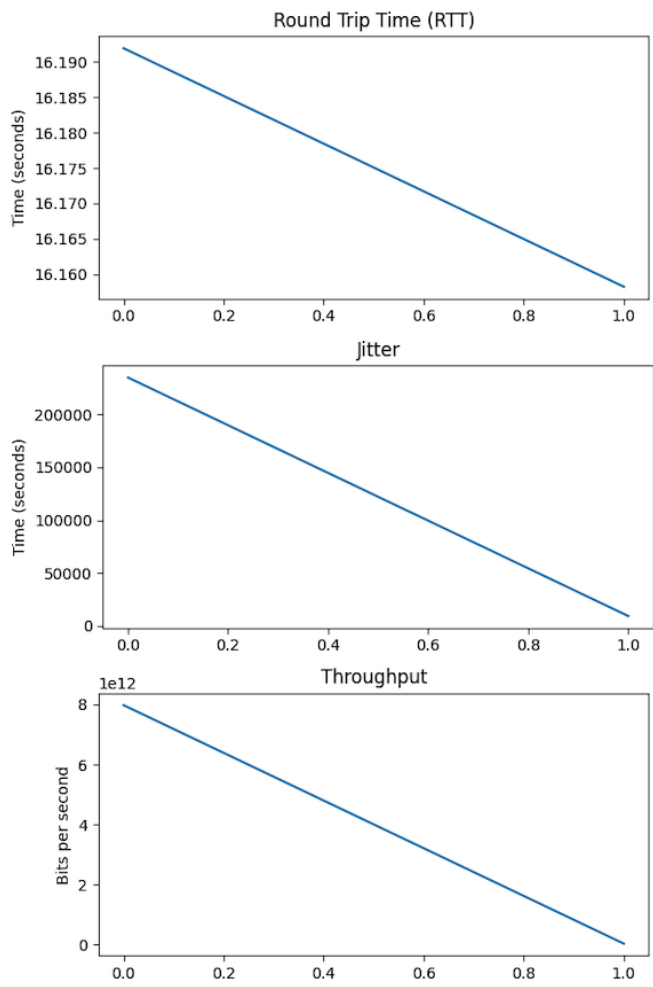 Round Trip Time (RTT)
16.190
16.185
16.180
16.175
16.170
16.165
16.160
Time (seconds)
0.0 0.2 0.4 0.6 0.8 1.0
Jitter
200000
150000
100000
50000
0
Time (seconds)
0.0 0.2 0.4 0.6 0.8 1.0
Throughput
1e12
8
6
4
2
0
Bits per second
0.0 0.2 0.4 0.6 0.8 1.0